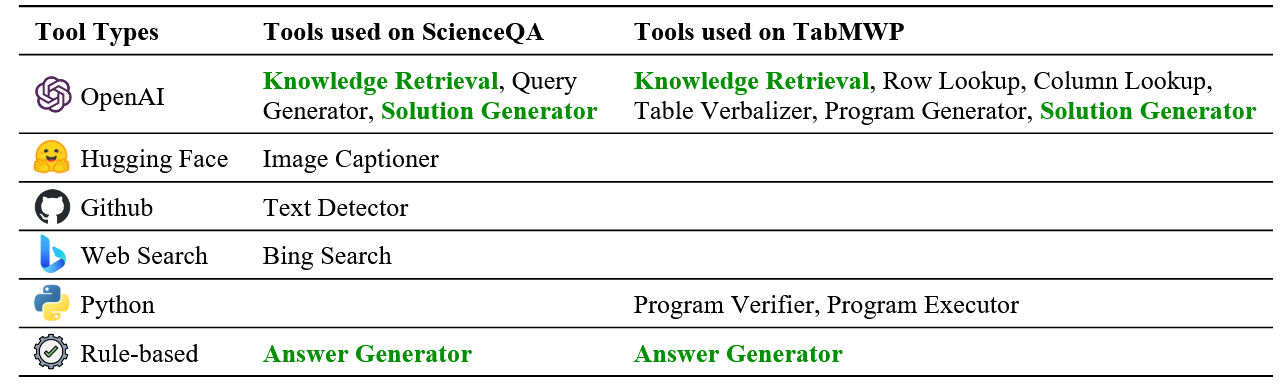 Tool Types Tools used on ScienceQA Tools used on TabMWP
OpenAI Knowledge Retrieval, Query Knowledge Retrieval, Row Lookup, Column Lookup,
Generator, Solution Generator Table Verbalizer, Program Generator, Solution Generator
Hugging Face Image Captioner
Github Text Detector
Web Search Bing Search
Python Program Verifier, Program Executor
Rule-based Answer Generator Answer Generator